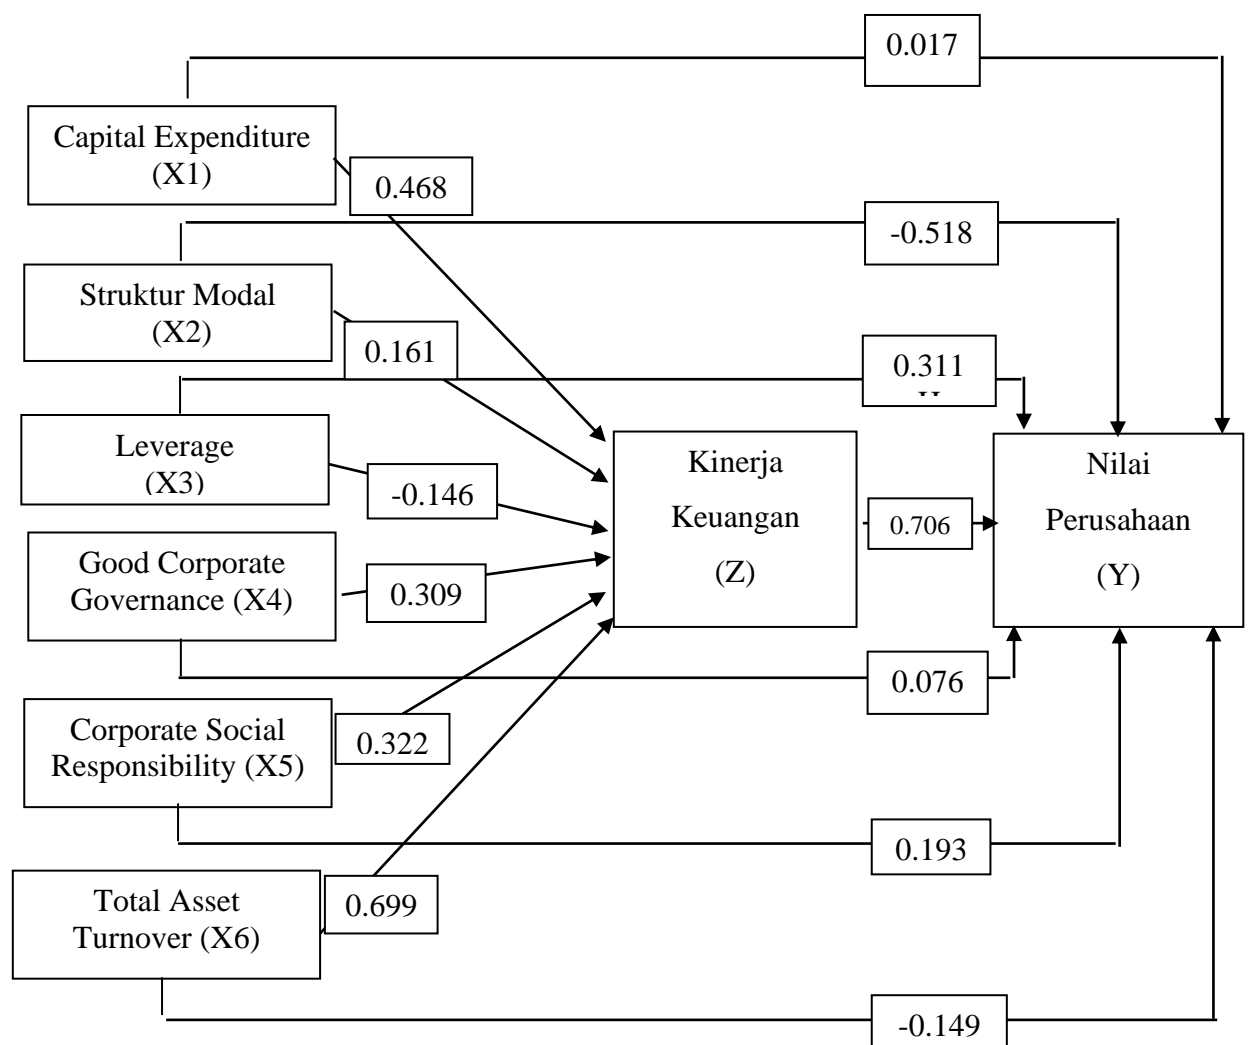 0.017
Capital Expenditure
(X1)
0.468
-0.518
Struktur Modal
(X2)
0.161
0.311
Leverage
(X3)
-0.146
Kinerja
Keuangan
(Z)
0.706
Nilai
Perusahaan
(Y)
Good Corporate
Governance (X4)
0.309
0.076
Corporate Social
Responsibility (X5)
0.322
0.193
Total Asset
Turnover (X6)
0.699
-0.149